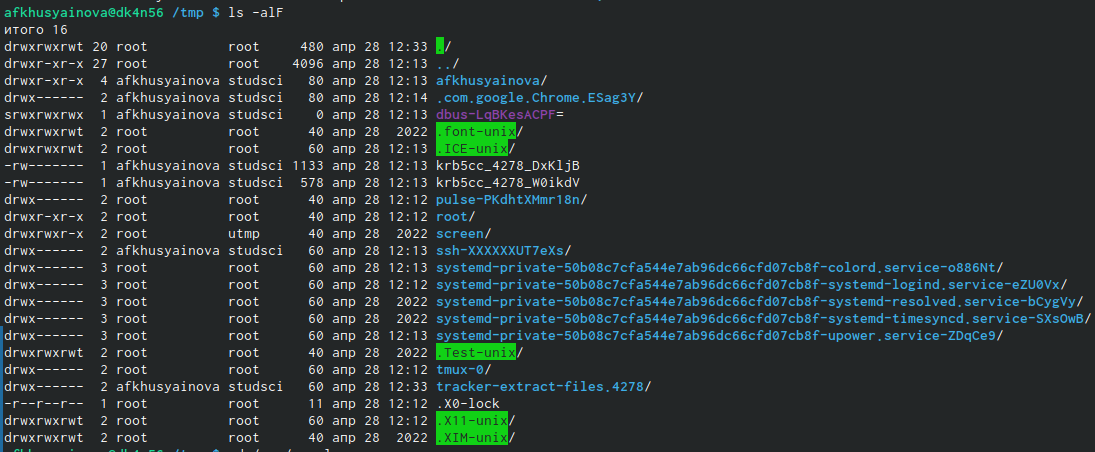 afkhusyainova@dk4n56 /tmp $ ls -alF
итого 16
drwxrwxrwt 20 root root 480 апр 28 12:33 ./
drwxr-xr-x 27 root root 4096 апр 28 12:13 ../
drwxr-xr-x 4 afkhusyainova studsci 80 апр 28 12:13 afkhusyainova/
drwx------ 2 afkhusyainova studsci 80 апр 28 12:14 .com.google.Chrome.ESag3Y/
srwxrwxrwx 1 afkhusyainova studsci 0 апр 28 12:13 dbus-LqBKesACPF=
drwxrwxrwt 2 root root 40 апр 28 2022 .font-unix/
drwxrwxrwt 2 root root 60 апр 28 12:13 .ICE-unix/
-rw------- 1 afkhusyainova studsci 1133 апр 28 12:13 krb5cc_4278_DxKljB
-rw------- 1 afkhusyainova studsci 578 апр 28 12:13 krb5cc_4278_W0ikdV
drwx------ 2 root root 40 апр 28 12:12 pulse-PKdhtXMmr18n/
drwxr-xr-x 2 root root 40 апр 28 12:12 root/
drwxrwxr-x 2 root utmp 40 апр 28 2022 screen/
drwx------ 2 afkhusyainova studsci 60 апр 28 12:13 ssh-XXXXXXUT7eXs/
drwx------ 3 root root 60 апр 28 12:13 systemd-private-50b08c7cfa544e7ab96dc66cfd07cb8f-colord.service-o886Nt/
drwx------ 3 root root 60 апр 28 12:12 systemd-private-50b08c7cfa544e7ab96dc66cfd07cb8f-systemd-logind.service-eZU0Vx/
drwx------ 3 root root 60 апр 28 2022 systemd-private-50b08c7cfa544e7ab96dc66cfd07cb8f-systemd-resolved.service-bCygVy/
drwx------ 3 root root 60 апр 28 2022 systemd-private-50b08c7cfa544e7ab96dc66cfd07cb8f-systemd-timesyncd.service-SXsOwB/
drwx------ 3 root root 60 апр 28 12:13 systemd-private-50b08c7cfa544e7ab96dc66cfd07cb8f-upower.service-ZDqCe9/
drwxrwxrwt 2 root root 40 апр 28 2022 .Test-unix/
drwx------ 2 root root 60 апр 28 12:12 tmux-0/
drwx------ 2 afkhusyainova studsci 60 апр 28 12:33 tracker-extract-files.4278/
-r--r--r-- 1 root root 11 апр 28 12:12 .X0-lock
drwxrwxrwt 2 root root 60 апр 28 12:12 .X11-unix/
drwxrwxrwt 2 root root 40 апр 28 2022 .XIM-unix/